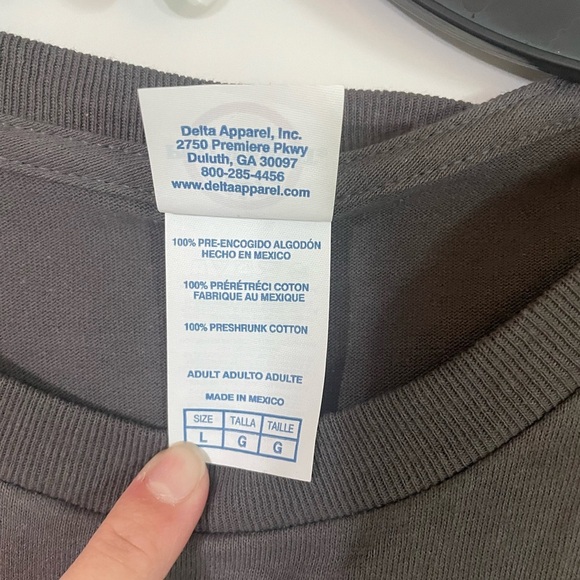 Delta Apparel, Inc.
2750 Premiere Pkwy
Duluth, GA 30097
800-285-4456
www.deltaapparel.com
100% PRE-ENCOGIDO ALGODÓN
HECHO EN MEXICO
100% PRÉRÉTRÉCI COTON
FABRIQUE AU MEXIQUE
100% PRESHRUNK COTTON
ADULT ADULTO ADULTE
MADE IN MEXICO
SIZE TALLA TAILLE
L G G